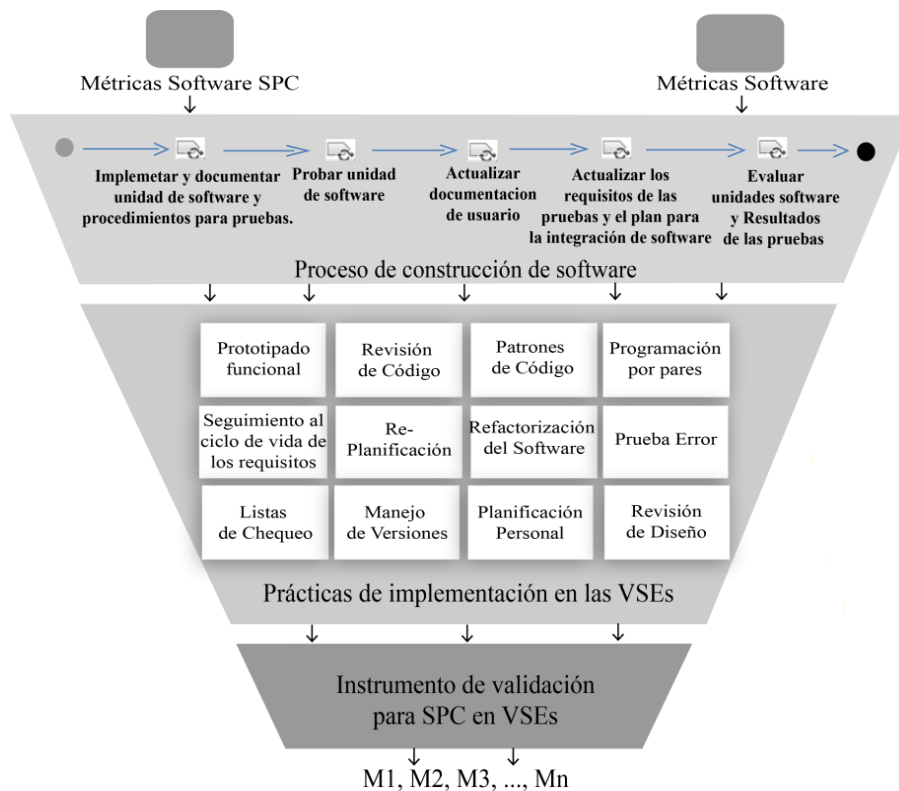 Métricas Software SPC
Métricas Software
Implemetar y documentar
unidad de software y
procedimientos para pruebas.
Probar unidad
de software
Actualizar
documentacion
de usuario
Actualizar los
requisitos de las
pruebas y el plan para
la integración de software
Evaluar
unidades software
y Resultados
de las pruebas
Proceso de construcción de software
Prototipado
funcional
Revisión
de Código
Patrones
de Código
Programación
por pares
Seguimiento al
ciclo de vida de
los requisitos
Re-
Planificación
Refactorización
del Software
Prueba Error
Listas
de Chequeo
Manejo
de Versiones
Planificación
Personal
Revisión
de Diseño
Prácticas de implementación en las VSEs
Instrumento de validación
para SPC en VSEs
M1, M2, M3, ..., Mn